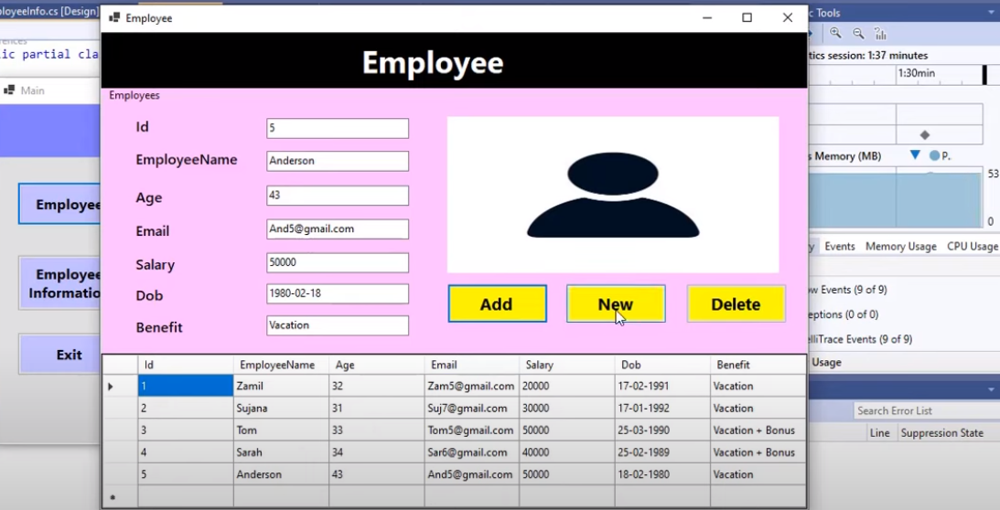 oyeeInfo.cs [Design]
Employee
Tools
ic partial cla
Main
Employee
Employee
Informatio
Exit
Employee
Employees
Id 5
EmployeeName Anderson
Age 43
Email And5@gmail.com
Salary 50000
Dob 1980-02-18
Benefit Vacation
Add New Delete
Id EmployeeName Age Email Salary Dob Benefit
1 Zamil 32 Zam5@gmail.com 20000 17-02-1991 Vacation
2 Sujana 31 Suj7@gmail.com 30000 17-01-1992 Vacation
3 Tom 33 Tom5@gmail.com 50000 25-03-1990 Vacation + Bonus
4 Sarah 34 Sar6@gmail.com 40000 25-02-1989 Vacation + Bonus
5 Anderson 43 And5@gmail.com 50000 18-02-1980 Vacation
tics session: 1:37 minutes
1:30min
s Memory (MB) P.
53
0
Events Memory Usage CPU Usage
ow Events (9 of 9)
eptions (0 of 0)
elliTrace Events (9 of 9)
Usage
Search Error List
Line Suppression State